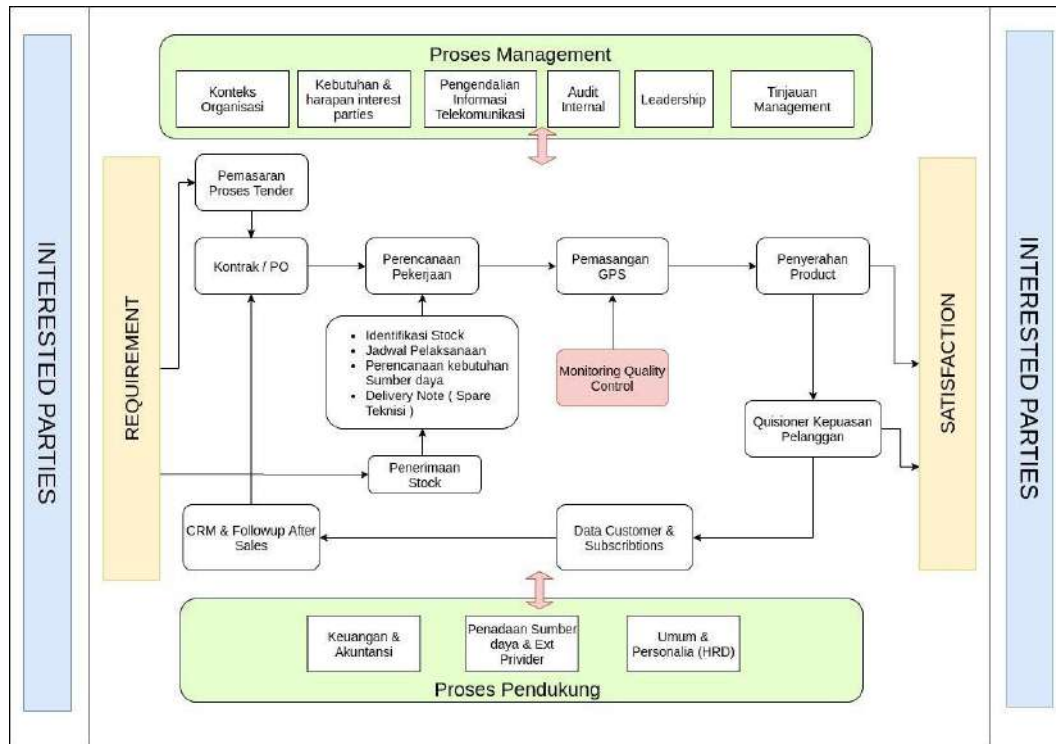 Proses Management
Konteks
Organisasi
Kebutuhan &
harapan interest
parties
Pengendalian
Informasi
Telekomunikasi
Audit
Internal
Leadership
Tinjauan
Management
INTERESTED PARTIES
REQUIREMENT
Pemasaran
Proses Tender
Kontrak / PO
Perencanaan
Pekerjaan
Pemasangan
GPS
Penyerahan
Product
• Identifikasi Stock
• Jadwal Pelaksanaan
• Perencanaan kebutuhan
Sumber daya
• Delivery Note ( Spare
Teknisi )
Monitoring Quality
Control
Quisioner Kepuasan
Pelanggan
Penerimaan
Stock
CRM & Followup After
Sales
Data Customer &
Subscribtions
SATISFACTION
INTERESTED PARTIES
Keuangan &
Akuntansi
Penadaan Sumber
daya & Ext
Privider
Umum &
Personalia (HRD)
Proses Pendukung